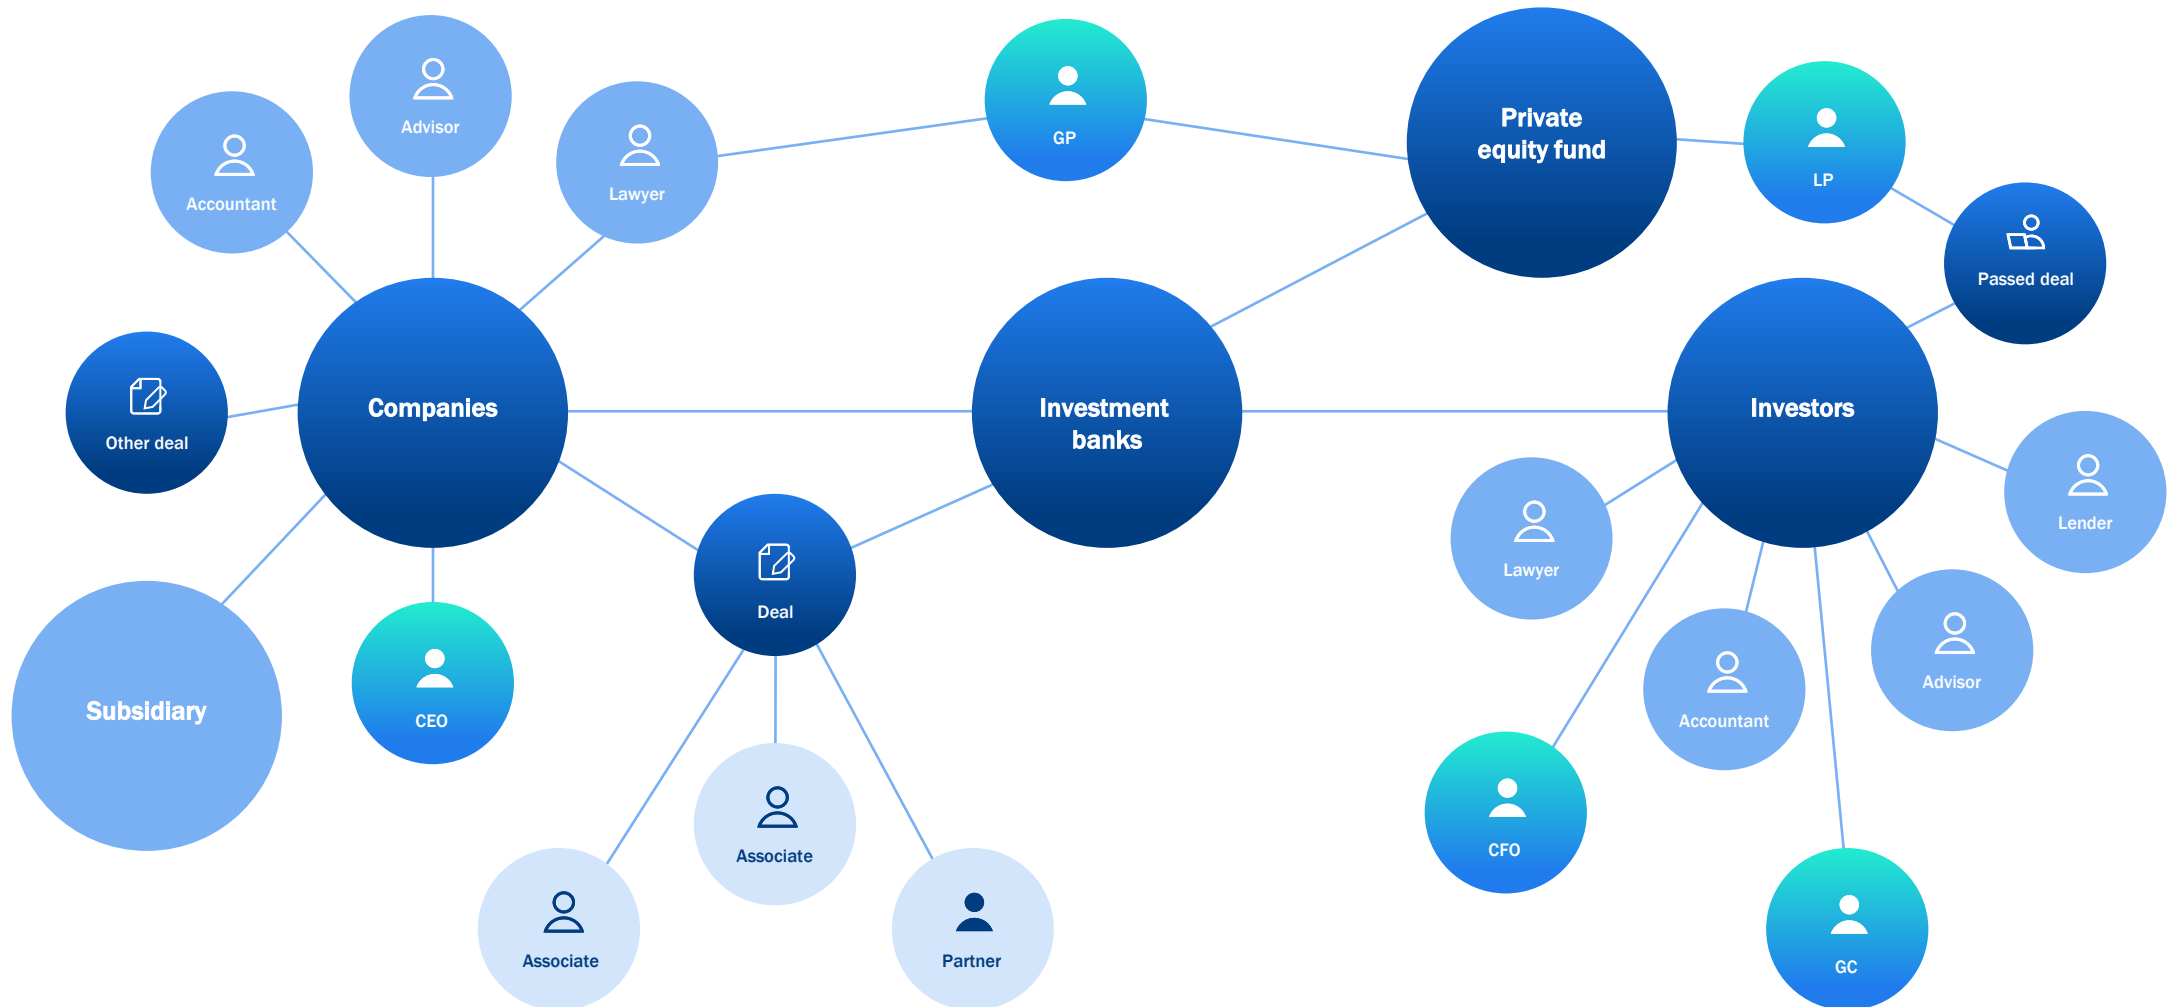 Advisor
GP
Private
equity fund
Accountant
Lawyer
LP
Passed deal
Other deal
Companies
Investment
banks
Investors
Lender
Lawyer
Deal
Subsidiary
CEO
Accountant
Advisor
Associate
CFO
Associate
Partner
GC